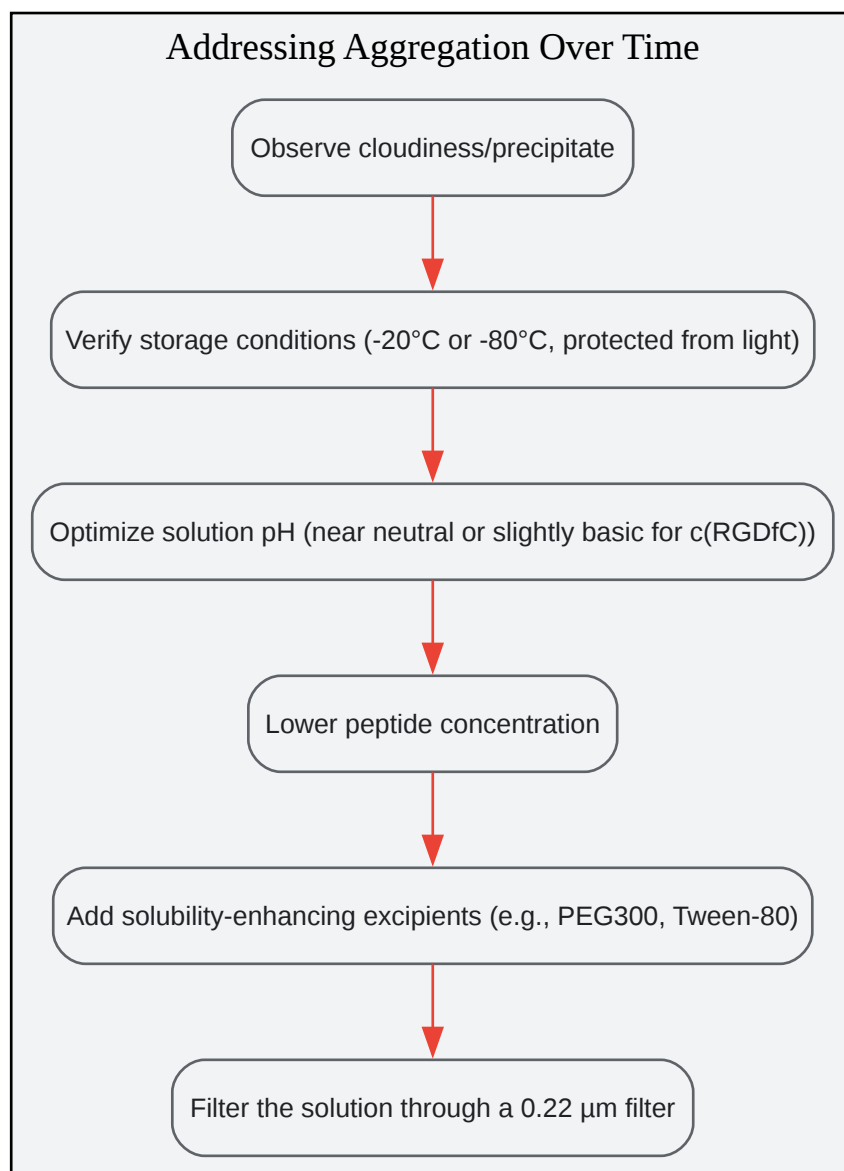 Addressing Aggregation Over Time
Observe cloudiness/precipitate
Verify storage conditions (-20°C or -80°C, protected from light)
Optimize solution pH (near neutral or slightly basic for c(RGDfC))
Lower peptide concentration
Add solubility-enhancing excipients (e.g., PEG300, Tween-80)
Filter the solution through a 0.22 µm filter